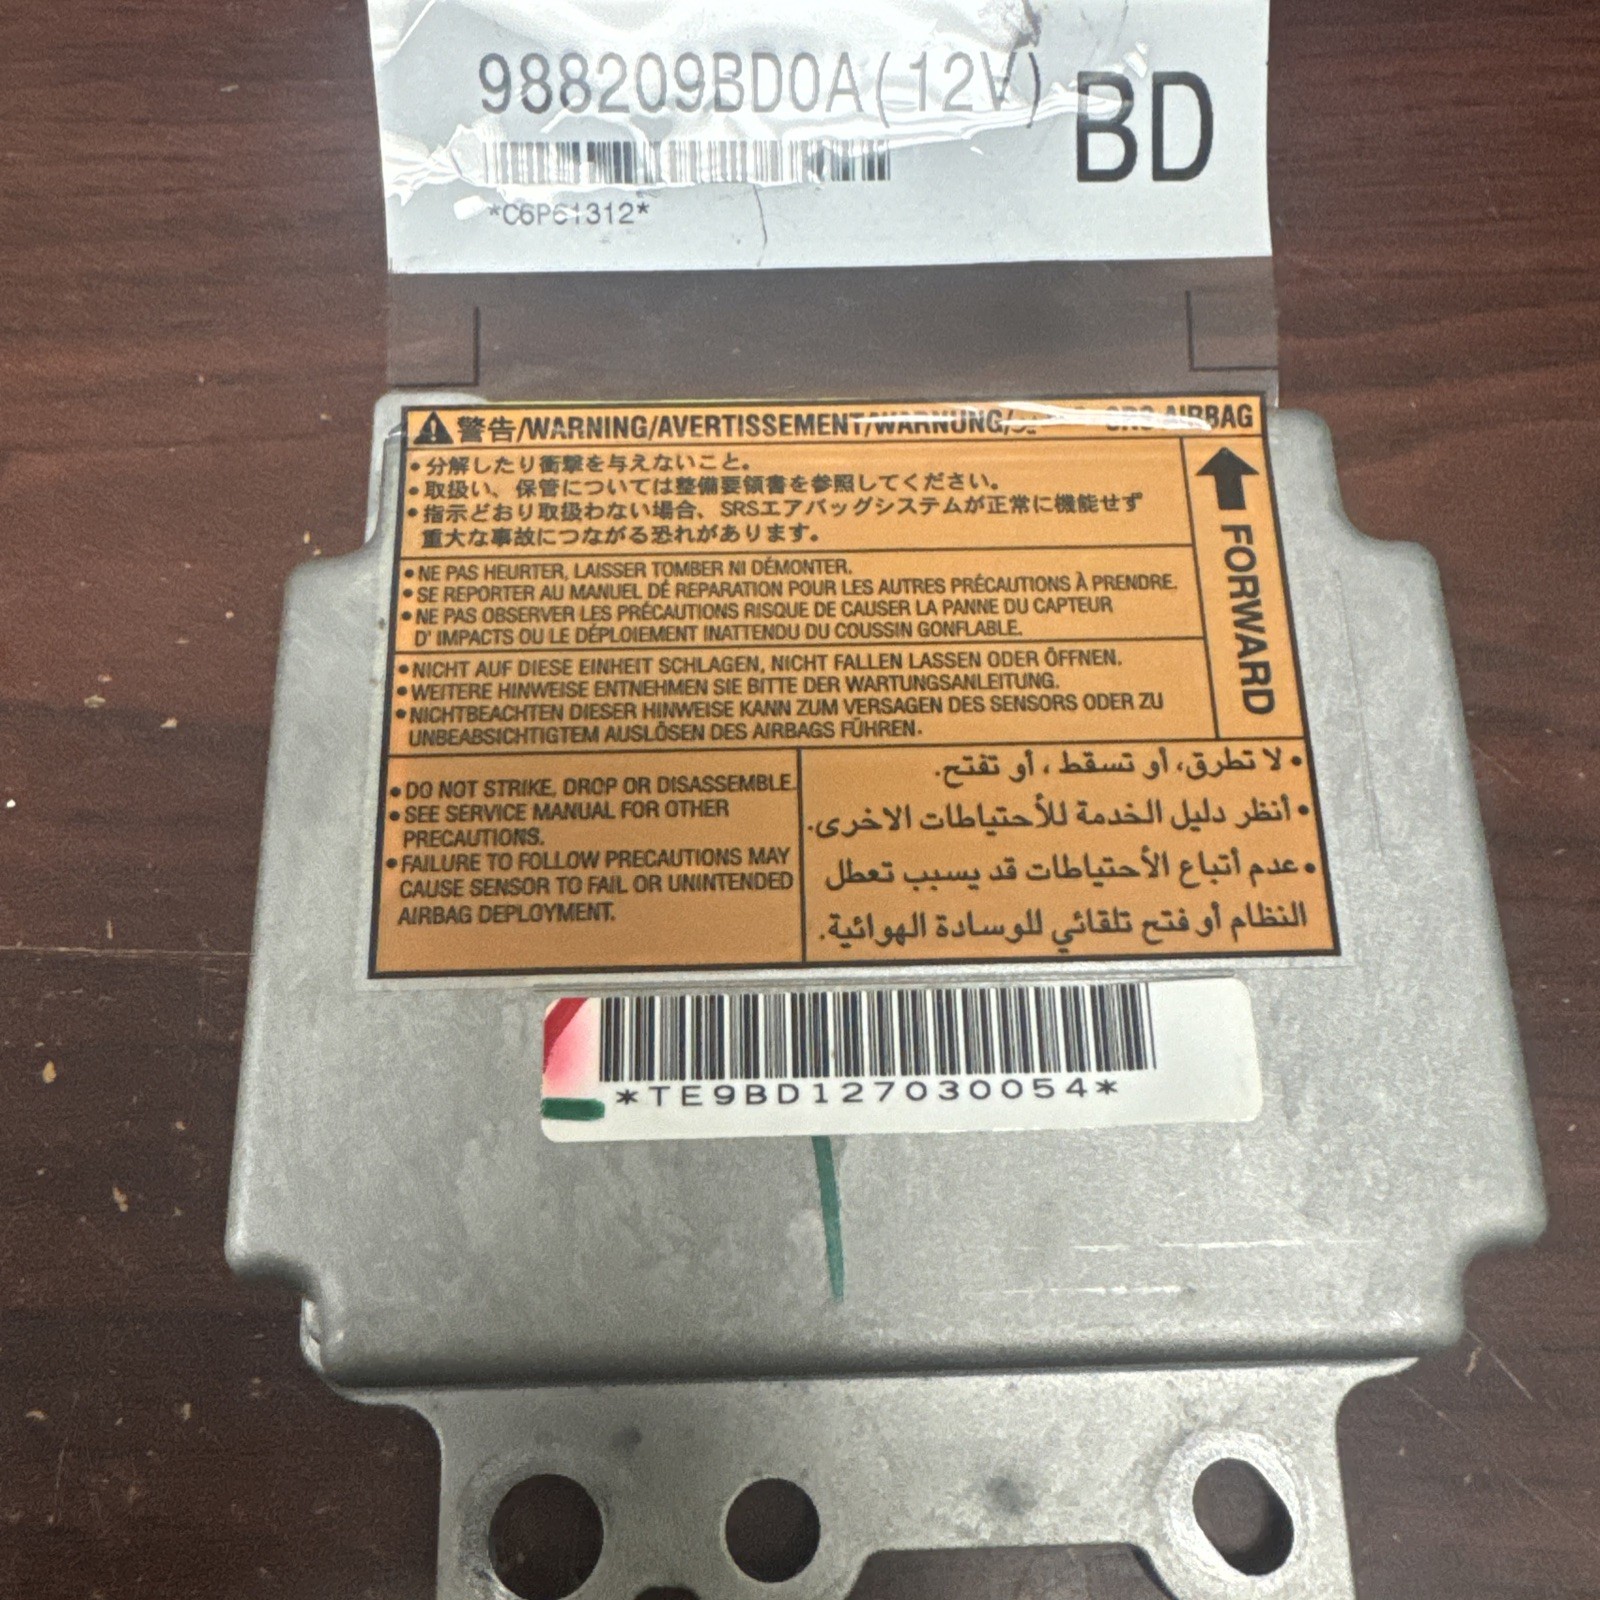 988209BD0A(12V)
BD
*C6P61312*
警告/WARNING/AVERTISSEMENT/WARNUNG/ SRS AIRBAG
•分解したり衝撃を与えないこと。
•取扱い、保管については整備要領書を参照してください。
•指示どおり取扱わない場合、SRSエアバッグシステムが正常に機能せず
重大な事故につながる恐れがあります。
FORWARD
•NE PAS HEURTER, LAISSER TOMBER NI DÉMONTER.
•SE REPORTER AU MANUEL DÉ REPARATION POUR LES AUTRES PRÉCAUTIONS À PRENDRE.
•NE PAS OBSERVER LES PRÉCAUTIONS RISQUE DE CAUSER LA PANNE DU CAPTEUR
D' IMPACTS OU LE DÉPLOIEMENT INATTENDU DU COUSSIN GONFLABLE.
•NICHT AUF DIESE EINHEIT SCHLAGEN, NICHT FALLEN LASSEN ODER ÖFFNEN.
•WEITERE HINWEISE ENTNEHMEN SIE BITTE DER WARTUNGSANLEITUNG.
•NICHTBEACHTEN DIESER HINWEISE KANN ZUM VERSAGEN DES SENSORS ODER ZU
UNBEABSICHTIGTEM AUSLÖSEN DES AIRBAGS FÜHREN.
•DO NOT STRIKE, DROP OR DISASSEMBLE.
•SEE SERVICE MANUAL FOR OTHER
PRECAUTIONS.
•FAILURE TO FOLLOW PRECAUTIONS MAY
CAUSE SENSOR TO FAIL OR UNINTENDED
AIRBAG DEPLOYMENT.
•لا تطرق، أو تسقط ، أو تفتح.
•أنظر دليل الخدمة للأحتياطات الاخرى.
•عدم أتباع الأحتياطات قد يسبب تعطل
النظام أو فتح تلقائي للوسادة الهوائية.
*TE9BD127030054*